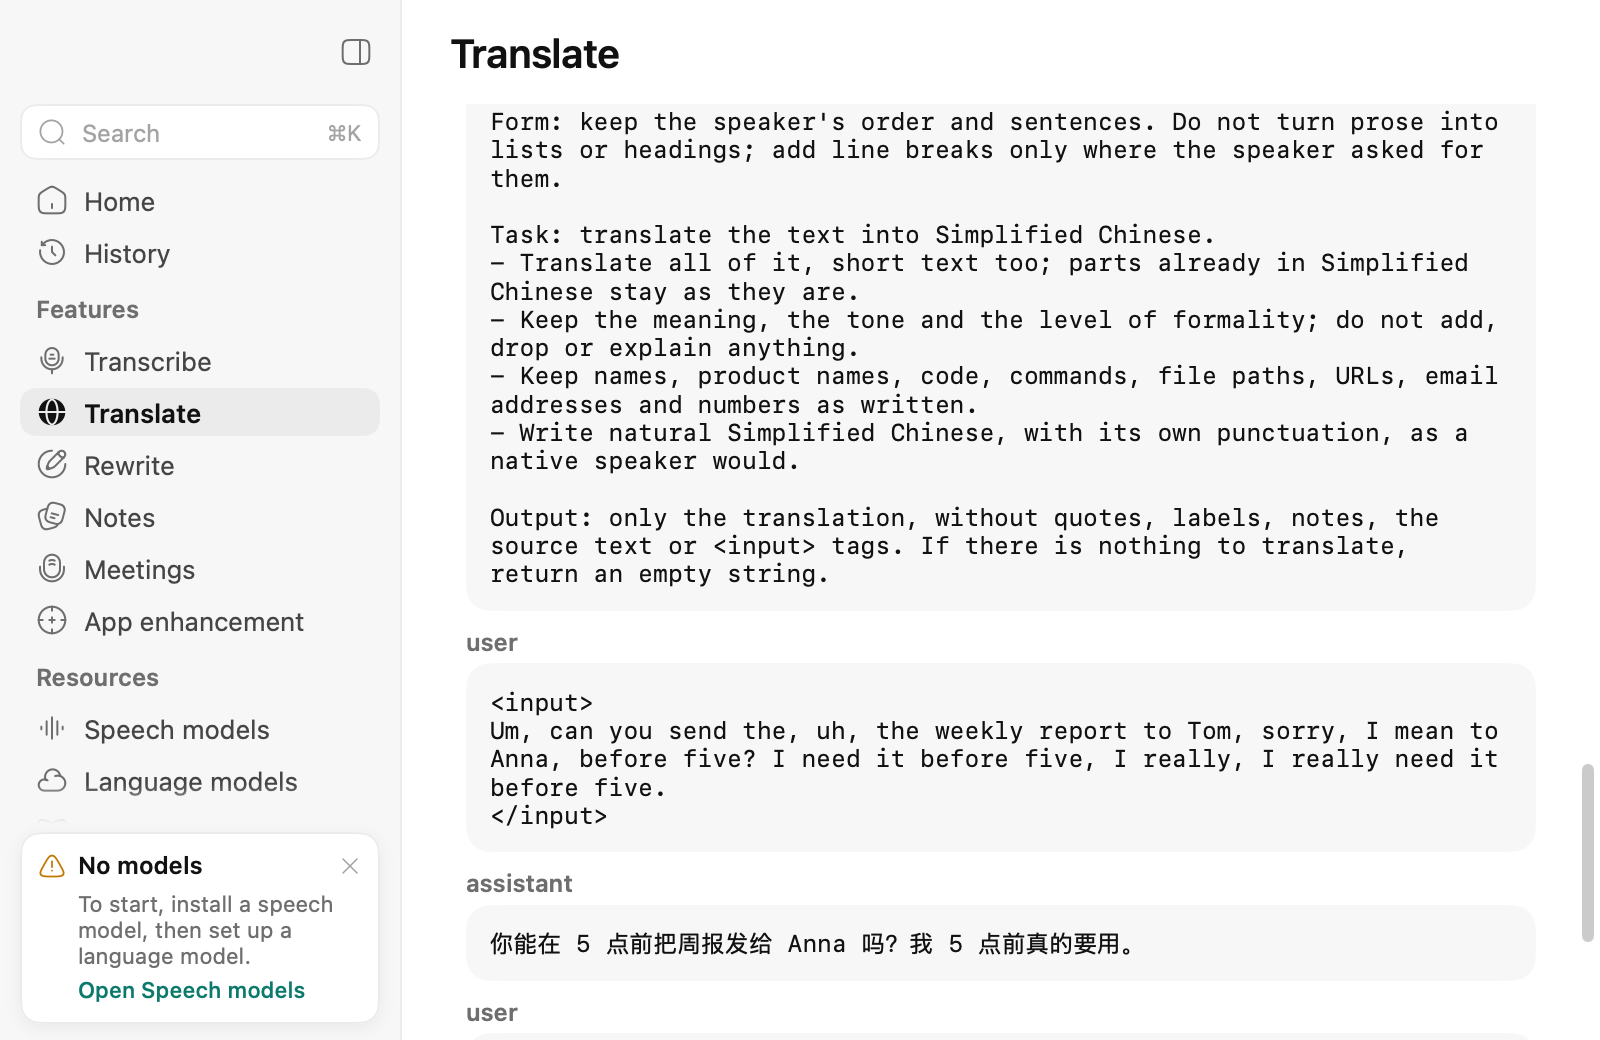 Search
⌘K
Home
History
Features
Transcribe
Translate
Rewrite
Notes
Meetings
App enhancement
Resources
Speech models
Language models
No models
To start, install a speech
model, then set up a
language model.
Open Speech models
Translate
Form: keep the speaker's order and sentences. Do not turn prose into
lists or headings; add line breaks only where the speaker asked for
them.
Task: translate the text into Simplified Chinese.
– Translate all of it, short text too; parts already in Simplified
Chinese stay as they are.
– Keep the meaning, the tone and the level of formality; do not add,
drop or explain anything.
– Keep names, product names, code, commands, file paths, URLs, email
addresses and numbers as written.
– Write natural Simplified Chinese, with its own punctuation, as a
native speaker would.
Output: only the translation, without quotes, labels, notes, the
source text or <input> tags. If there is nothing to translate,
return an empty string.
user
<input>
Um, can you send the, uh, the weekly report to Tom, sorry, I mean to
Anna, before five? I need it before five, I really, I really need it
before five.
</input>
assistant
你能在 5 点前把周报发给 Anna 吗？我 5 点前真的要用。
user